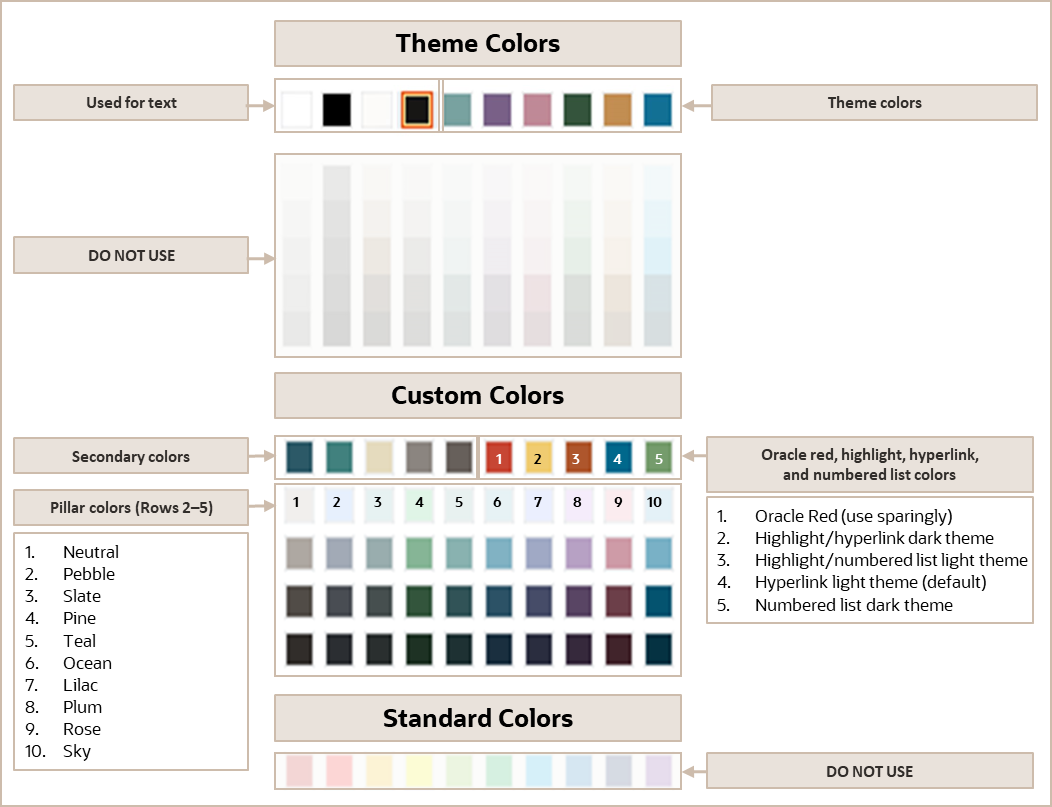 Theme Colors
Used for text
Theme colors
DO NOT USE
Custom Colors
Secondary colors
1 2 3 4 5
Oracle red, highlight, hyperlink,
and numbered list colors
Pillar colors (Rows 2–5)
1 2 3 4 5 6 7 8 9 10
1. Neutral
2. Pebble
3. Slate
4. Pine
5. Teal
6. Ocean
7. Lilac
8. Plum
9. Rose
10. Sky
1. Oracle Red (use sparingly)
2. Highlight/hyperlink dark theme
3. Highlight/numbered list light theme
4. Hyperlink light theme (default)
5. Numbered list dark theme
Standard Colors
DO NOT USE